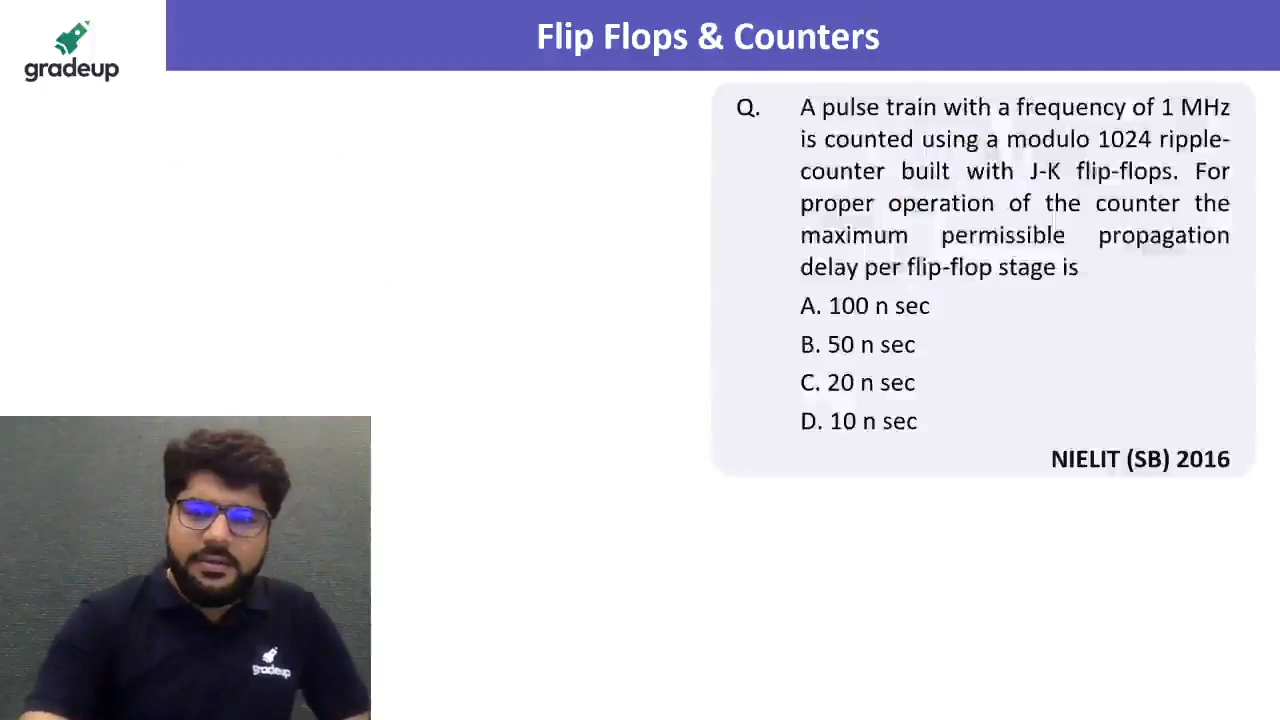 gradeup
Flip Flops & Counters
Q. A pulse train with a frequency of 1 MHz
is counted using a modulo 1024 ripple-
counter built with J-K flip-flops. For
proper operation of the counter the
maximum permissible propagation
delay per flip-flop stage is
A. 100 n sec
B. 50 n sec
C. 20 n sec
D. 10 n sec
NIELIT (SB) 2016
gradeup